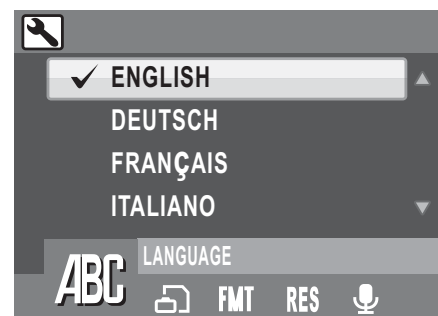 ENGLISH
DEUTSCH
FRANÇAIS
ITALIANO
LANGUAGE
ABC FMT RES